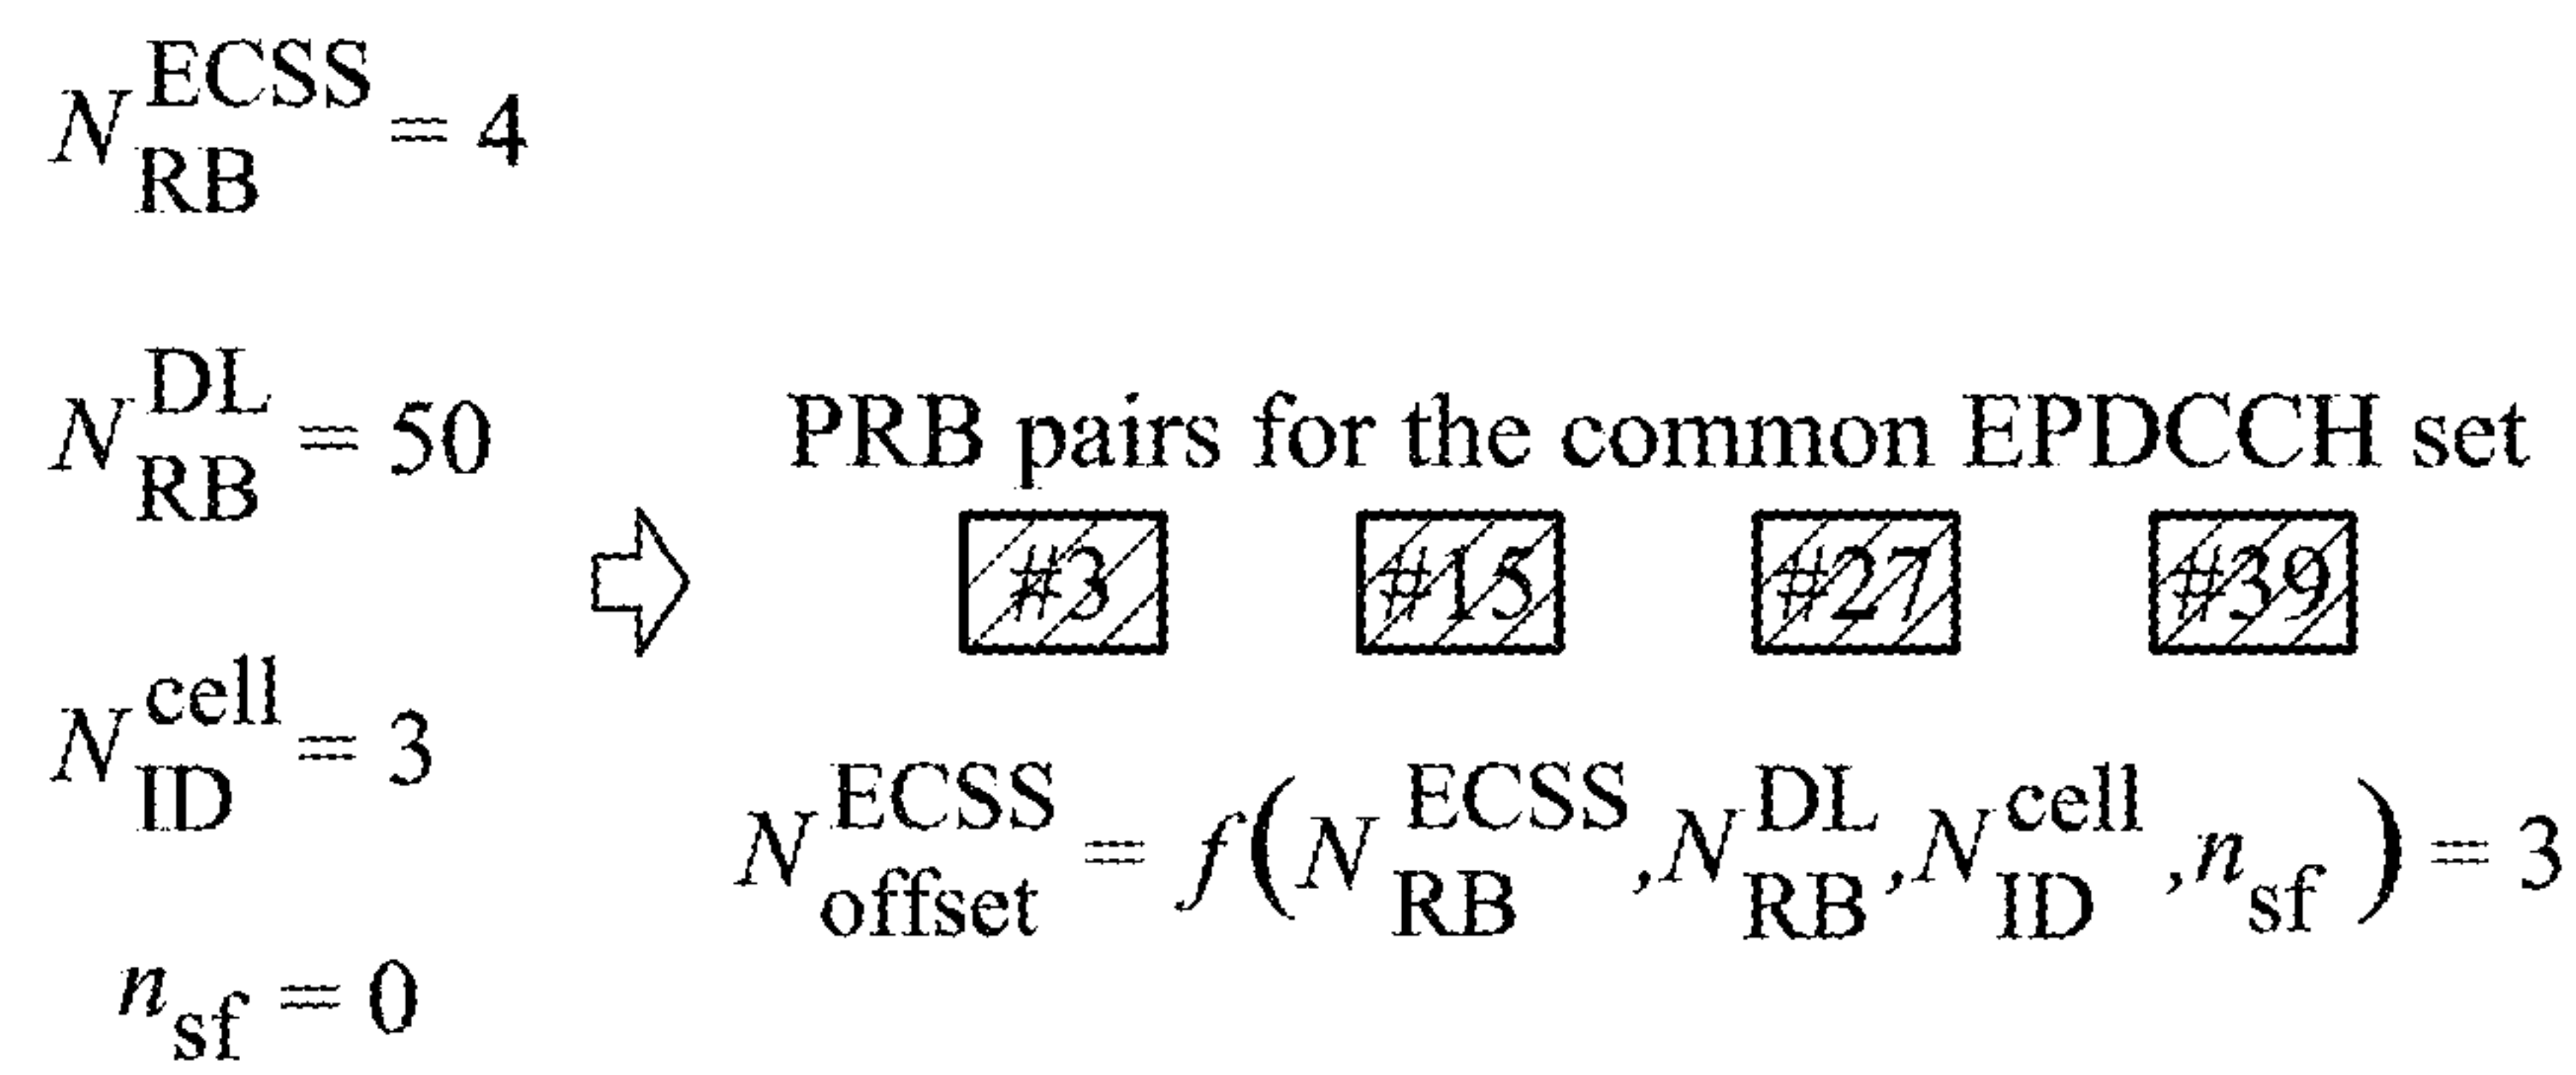 N_RB^ECSS = 4
N_RB^DL = 50
PRB pairs for the common EPDCCH set
#3 #15 #27 #39
N_ID^cell = 3
N_offset^ECSS = f(N_RB^ECSS, N_RB^DL, N_ID^cell, n_sf) = 3
n_sf = 0